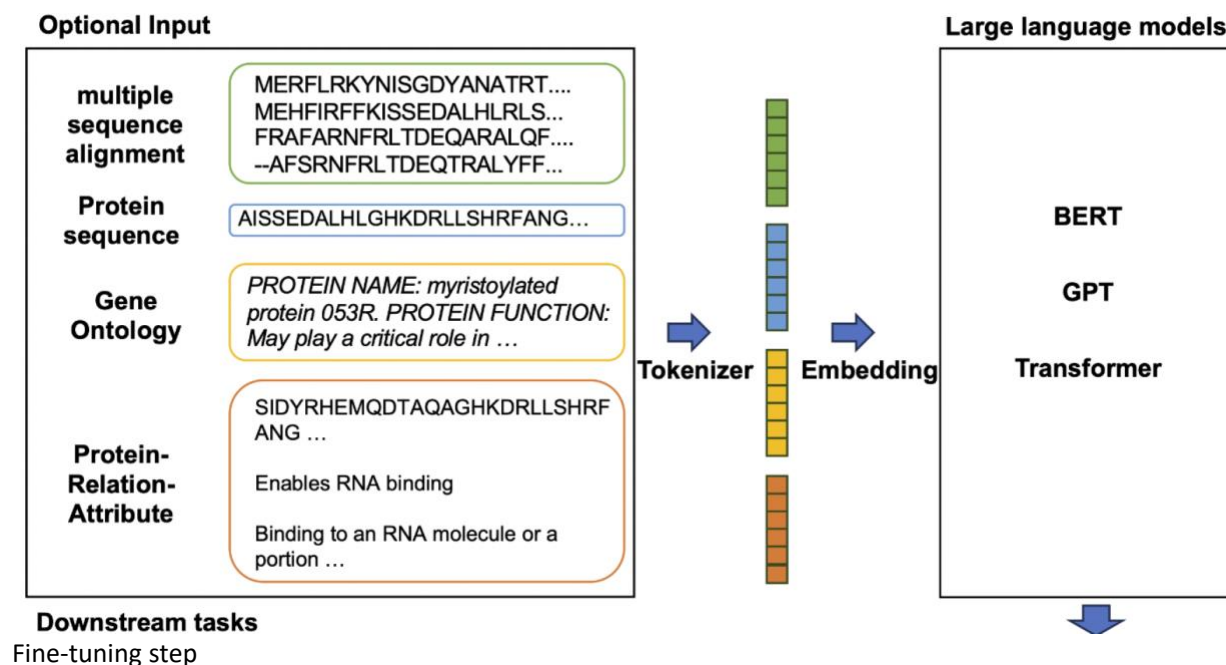 Optional Input
Large language models
multiple
sequence
alignment
MERFLRKYNISGDYANATRT....
MEHFIRFFKISSEDALHLRLS...
FRAFARNFRLTDEQARALQF....
--AFSRNFRLTDEQTRALYFF...
Protein
sequence
AISSEDALHLGHKDRLLSHRFANG...
Gene
Ontology
PROTEIN NAME: myristoylated
protein 053R. PROTEIN FUNCTION:
May play a critical role in ...
Protein-
Relation-
Attribute
SIDYRHEMQDTAQAGHKDRLLSHRF
ANG ...
Enables RNA binding
Binding to an RNA molecule or a
portion ...
Tokenizer
Embedding
BERT
GPT
Transformer
Downstream tasks
Fine-tuning step